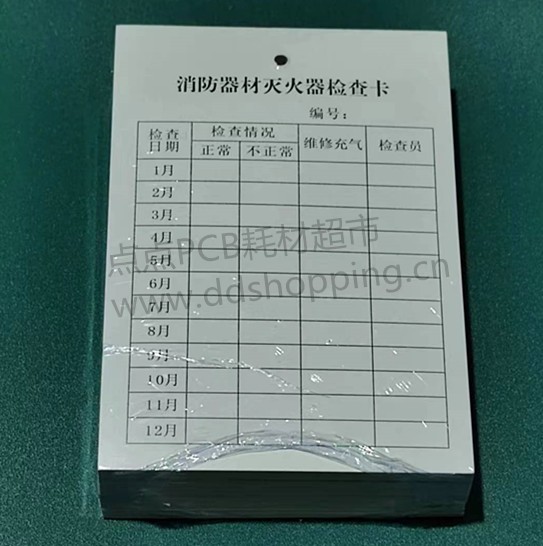 消防器材灭火器检查卡
编号：
检查日期 检查情况 维修充气 检查员
正常 不正常
1月
2月
3月
4月
点点PCB耗材超市
5月
6月
www.ddshopping.cn
7月
8月
9月
10月
11月
12月